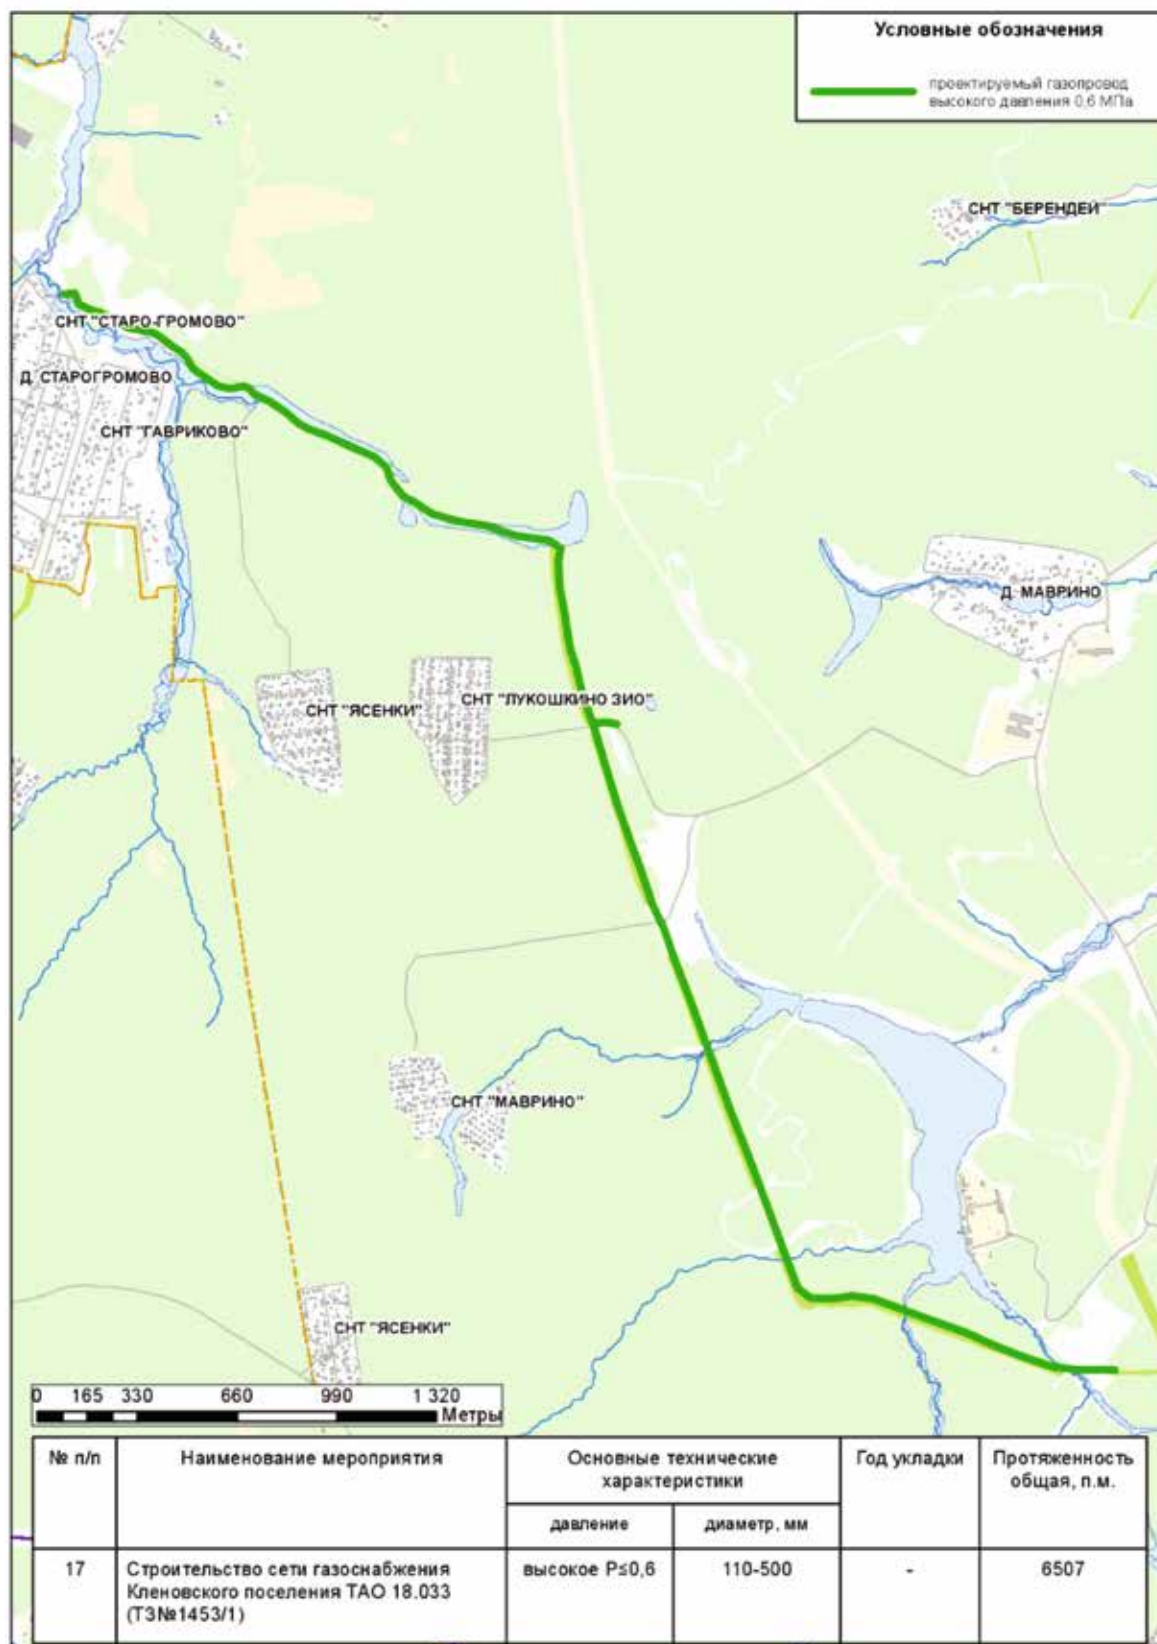 Условные обозначения
проектируемый газопровод
высокого давления 0,6 МПа
СНТ "БЕРЕНДЕЙ"
СНТ "СТАРО-ГРОМОВО"
Д. СТАРОГРОМОВО
СНТ "ГАВРИКОВО"
Д. МАВРИНО
СНТ "ЛУКОШКИНО ЗИО"
СНТ "ЯСЕНКИ"
СНТ "МАВРИНО"
СНТ "ЯСЕНКИ"
0 165 330 660 990 1 320
Метры
№ п/п
Наименование мероприятия
Основные технические
характеристики
Год укладки
Протяженность
общая, п.м.
давление
диаметр, мм
17
Строительство сети газоснабжения
Кленовского поселения ТАО 18.033
(ТЗ№1453/1)
высокое P≤0,6
110-500
-
6507